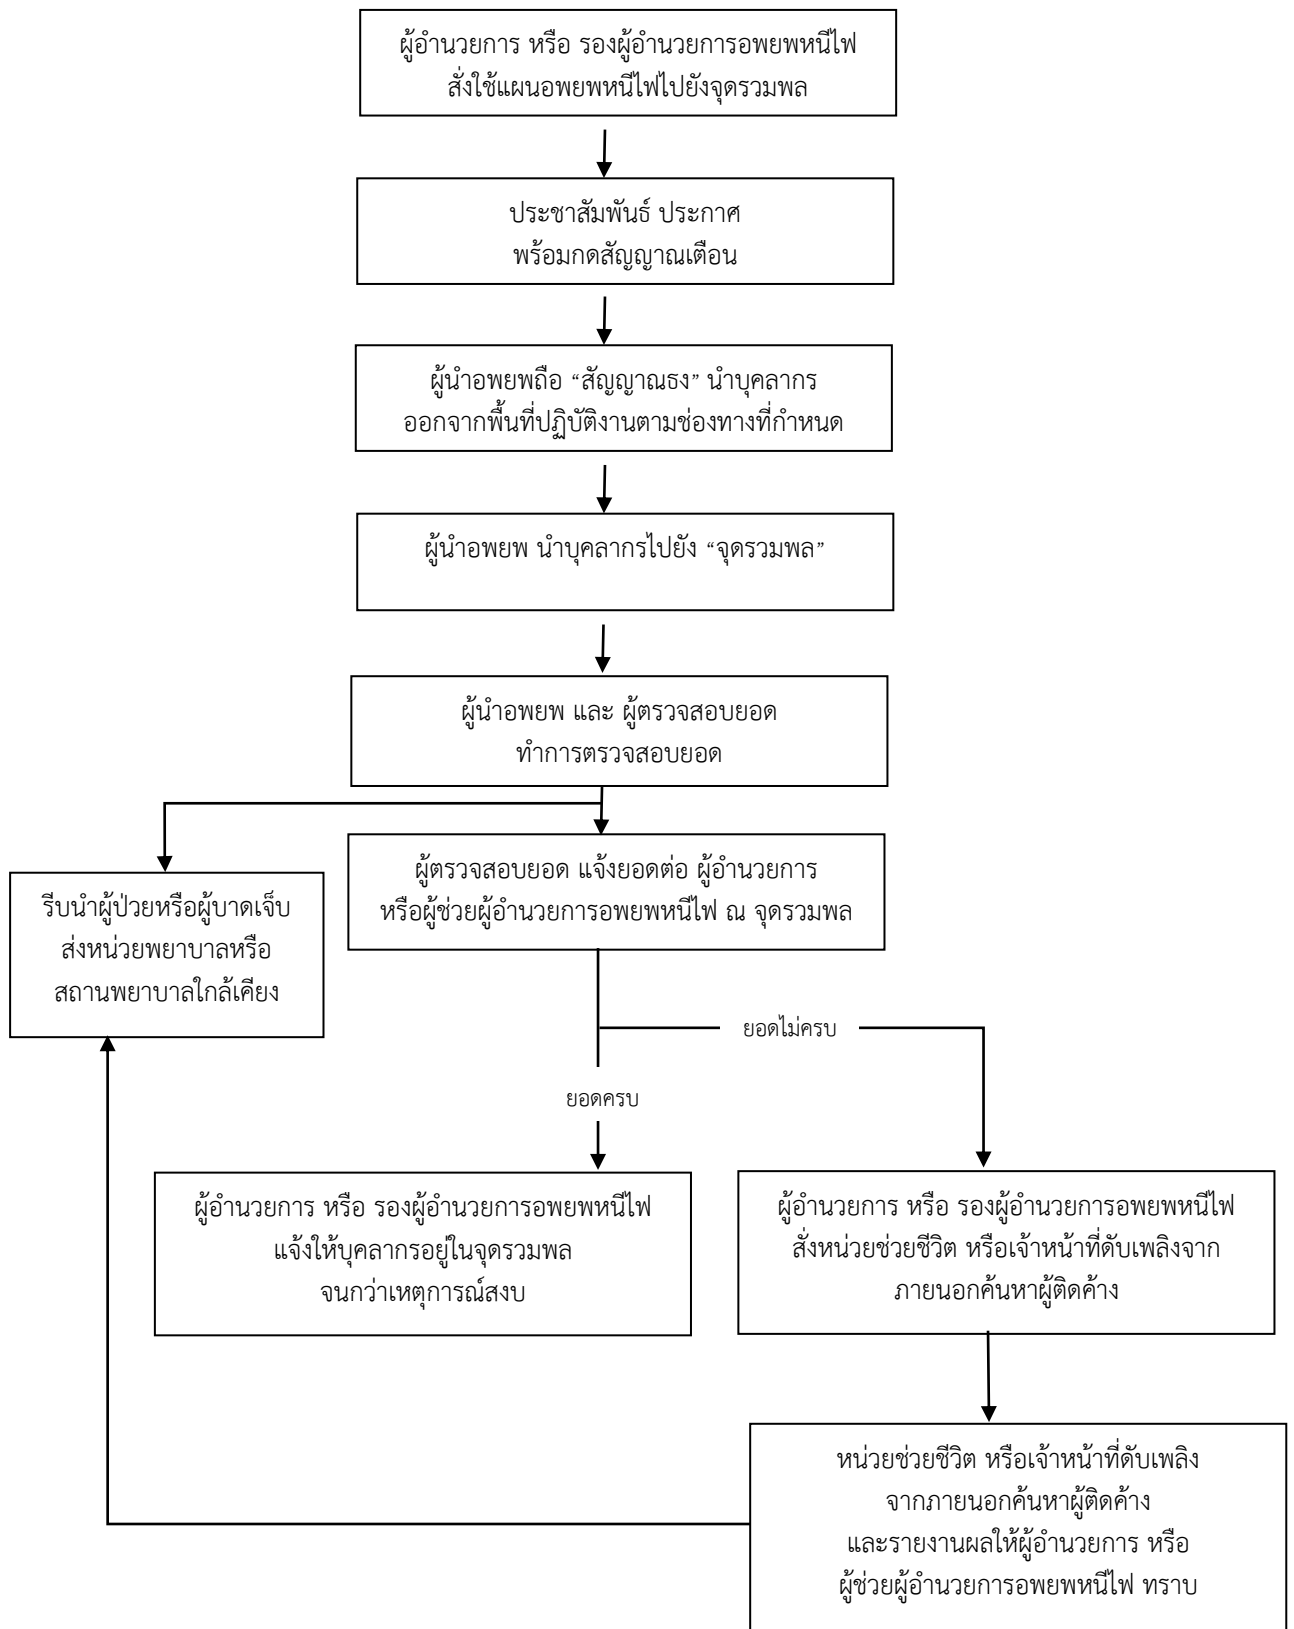 ผู้อำนวยการ หรือ รองผู้อำนวยการอพยพหนีไฟ
สั่งใช้แผนอพยพหนีไฟไปยังจุดรวมพล
ประชาสัมพันธ์ ประกาศ
พร้อมกดสัญญาณเตือน
ผู้นำอพยพถือ “สัญญาณธง” นำบุคลากร
ออกจากพื้นที่ปฏิบัติงานตามช่องทางที่กำหนด
ผู้นำอพยพ นำบุคลากรไปยัง “จุดรวมพล”
ผู้นำอพยพ และ ผู้ตรวจสอบยอด
ทำการตรวจสอบยอด
ผู้ตรวจสอบยอด แจ้งยอดต่อ ผู้อำนวยการ
หรือผู้ช่วยผู้อำนวยการอพยพหนีไฟ ณ จุดรวมพล
รีบนำผู้ป่วยหรือผู้บาดเจ็บ
ส่งหน่วยพยาบาลหรือ
สถานพยาบาลใกล้เคียง
ยอดไม่ครบ
ยอดครบ
ผู้อำนวยการ หรือ รองผู้อำนวยการอพยพหนีไฟ
แจ้งให้บุคลากรอยู่ในจุดรวมพล
จนกว่าเหตุการณ์สงบ
ผู้อำนวยการ หรือ รองผู้อำนวยการอพยพหนีไฟ
สั่งหน่วยช่วยชีวิต หรือเจ้าหน้าที่ดับเพลิงจาก
ภายนอกค้นหาผู้ติดค้าง
หน่วยช่วยชีวิต หรือเจ้าหน้าที่ดับเพลิง
จากภายนอกค้นหาผู้ติดค้าง
และรายงานผลให้ผู้อำนวยการ หรือ
ผู้ช่วยผู้อำนวยการอพยพหนีไฟ ทราบ